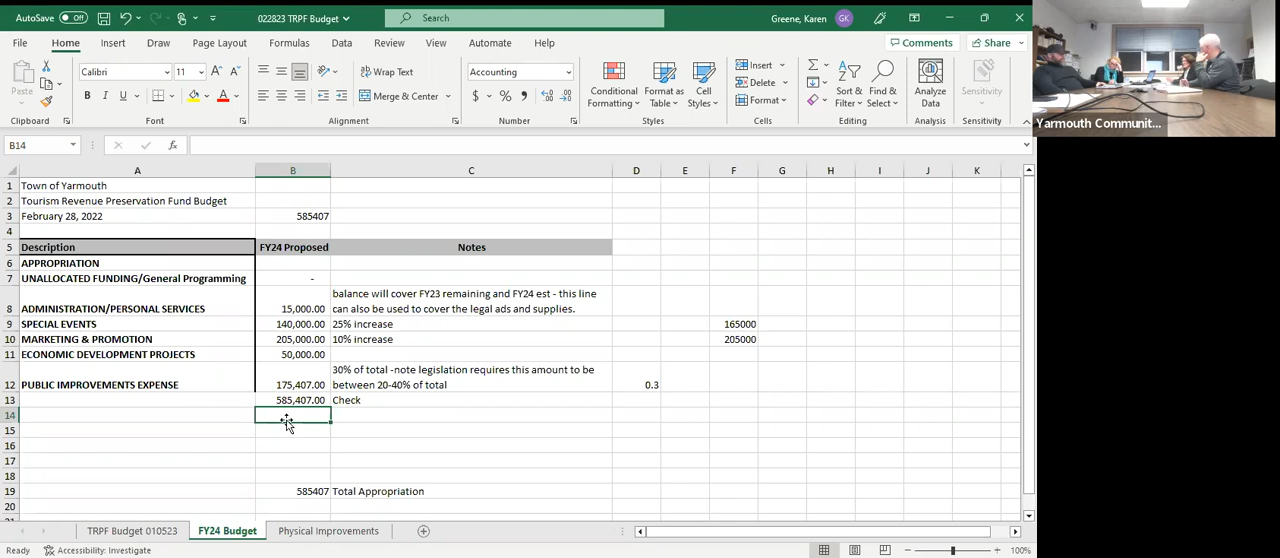 AutoSave Off 022823 TRPF Budget Search Greene, Karen GK
File Home Insert Draw Page Layout Formulas Data Review View Automate Help Comments Share
Calibri 11 A A Wrap Text Accounting Insert
Paste Conditional Format as Cell Delete Sort & Find & Analyze Sensitivity
B I U A Merge & Center $ % Formatting Table Styles Format Filter Select Data
Clipboard Font Alignment Number Styles Cells Editing Analysis Sensitivity
Yarmouth Communit...
B14 fx
A B C D E F G H I J K
1 Town of Yarmouth
2 Tourism Revenue Preservation Fund Budget
3 February 28, 2022 585407
4
5 Description FY24 Proposed Notes
6 APPROPRIATION
7 UNALLOCATED FUNDING/General Programming -
balance will cover FY23 remaining and FY24 est - this line
8 ADMINISTRATION/PERSONAL SERVICES 15,000.00 can also be used to cover the legal ads and supplies.
9 SPECIAL EVENTS 140,000.00 25% increase 165000
10 MARKETING & PROMOTION 205,000.00 10% increase 205000
11 ECONOMIC DEVELOPMENT PROJECTS 50,000.00
30% of total -note legislation requires this amount to be
12 PUBLIC IMPROVEMENTS EXPENSE 175,407.00 between 20-40% of total 0.3
13 585,407.00 Check
14
15
16
17
18
19 585407 Total Appropriation
20
21
TRPF Budget 010523 FY24 Budget Physical Improvements
Ready Accessibility: Investigate 100%